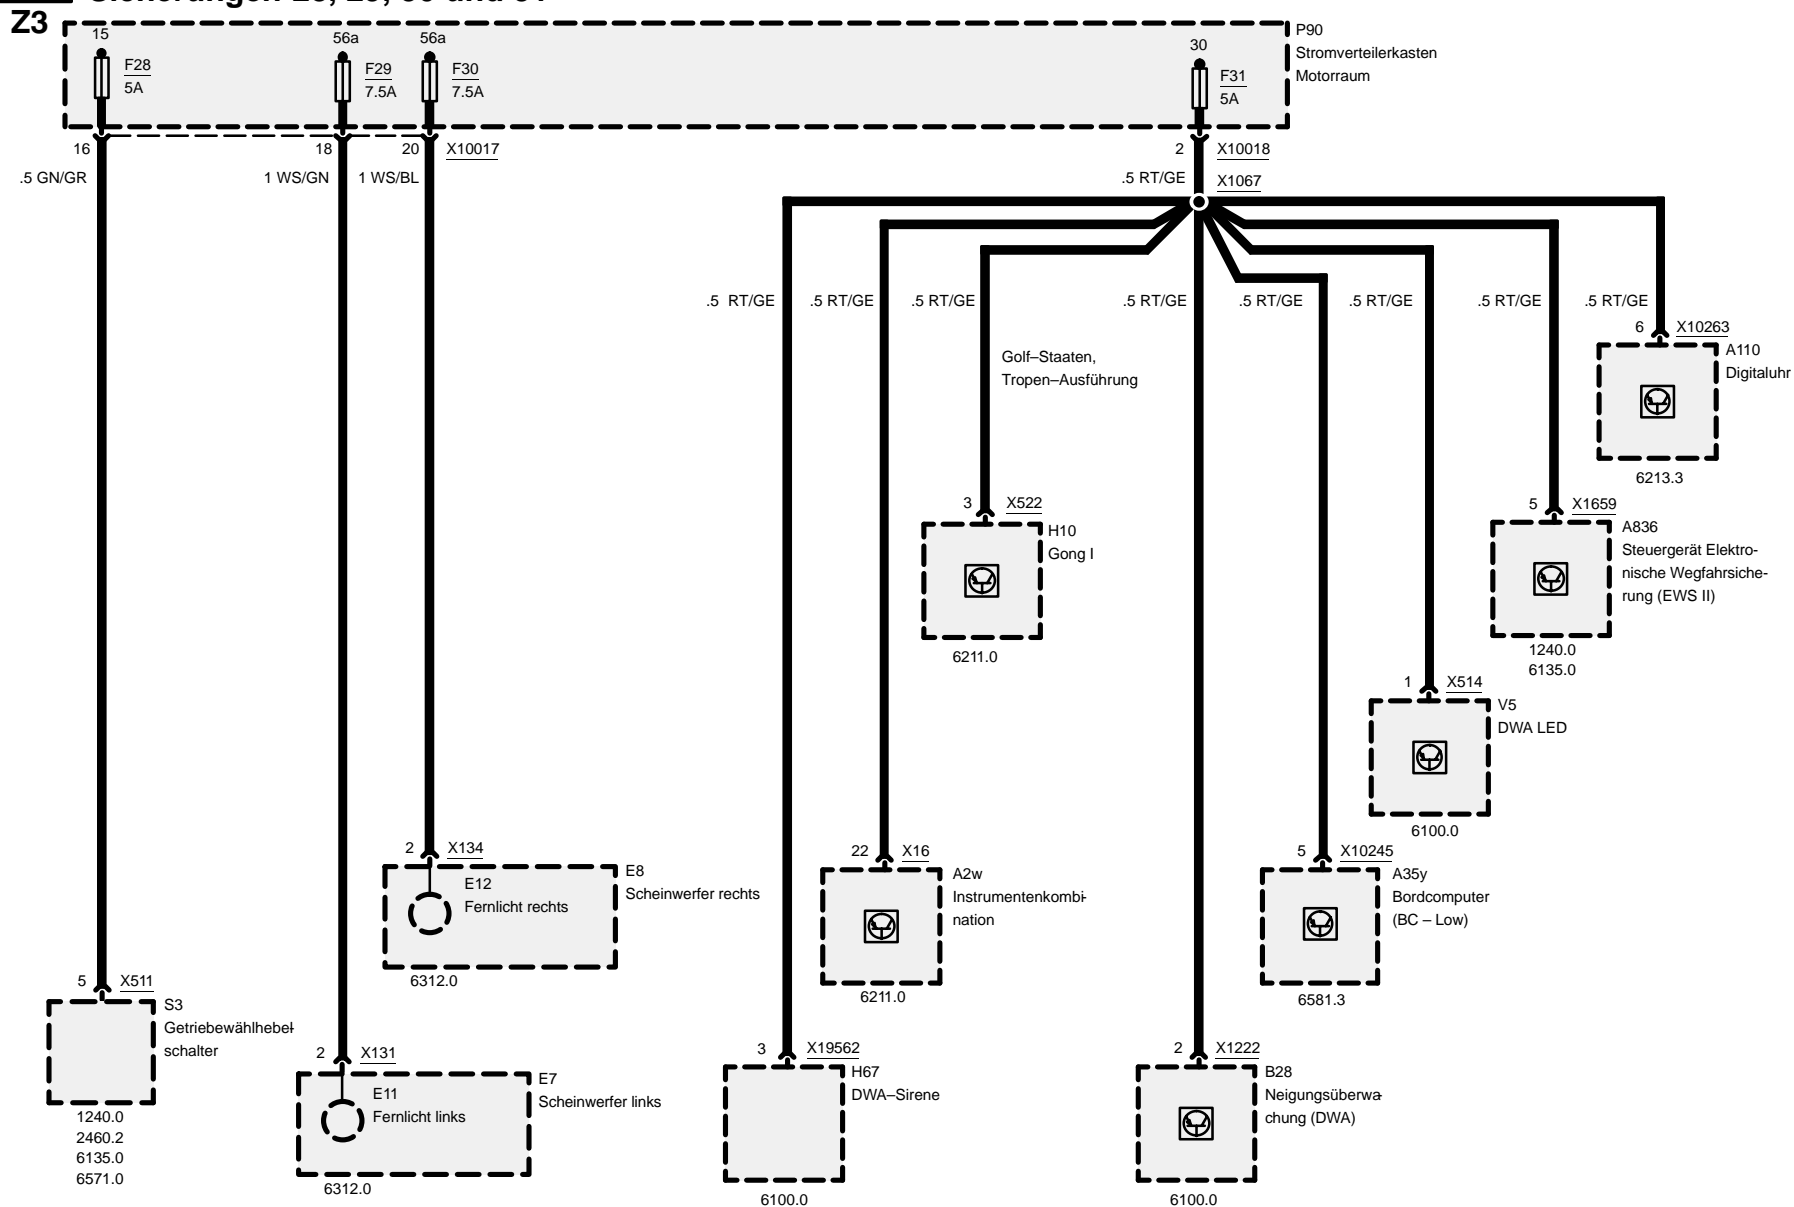 Z3
15
F28
5A
56a
F29
7.5A
56a
F30
7.5A
30
F31
5A
P90
Stromverteilerkasten
Motorraum
16
18
20
X10017
2
X10018
.5 GN/GR
1 WS/GN
1 WS/BL
.5 RT/GE
X1067
.5 RT/GE
.5 RT/GE
.5 RT/GE
.5 RT/GE
.5 RT/GE
.5 RT/GE
.5 RT/GE
.5 RT/GE
6
X10263
A110
Digitaluhr
6213.3
Golf–Staaten,
Tropen–Ausführung
3
X522
H10
Gong I
6211.0
5
X1659
A836
Steuergerät Elektro-
nische Wegfahrsiche-
rung (EWS II)
1240.0
6135.0
1
X514
V5
DWA LED
6100.0
2
X134
E8
Scheinwerfer rechts
E12
Fernlicht rechts
6312.0
22
X16
A2w
Instrumentenkombi-
nation
6211.0
5
X10245
A35y
Bordcomputer
(BC – Low)
6581.3
5
X511
S3
Getriebewählhebel-
schalter
1240.0
2460.2
6135.0
6571.0
2
X131
E7
Scheinwerfer links
E11
Fernlicht links
6312.0
3
X19562
H67
DWA–Sirene
6100.0
2
X1222
B28
Neigungsüberwa-
chung (DWA)
6100.0